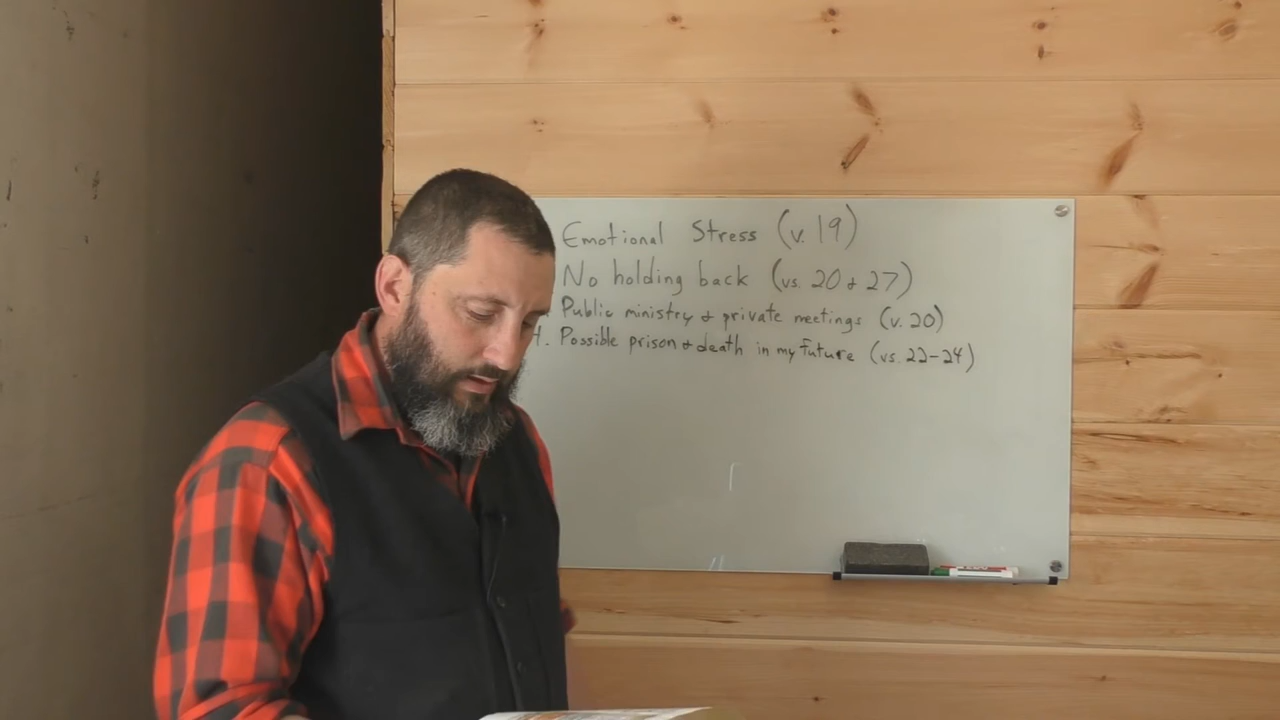 Emotional Stress (v. 19)
No holding back (vs. 20 & 27)
Public ministry & private meetings (v. 20)
4. Possible prison & death in my future (vs. 22-24)